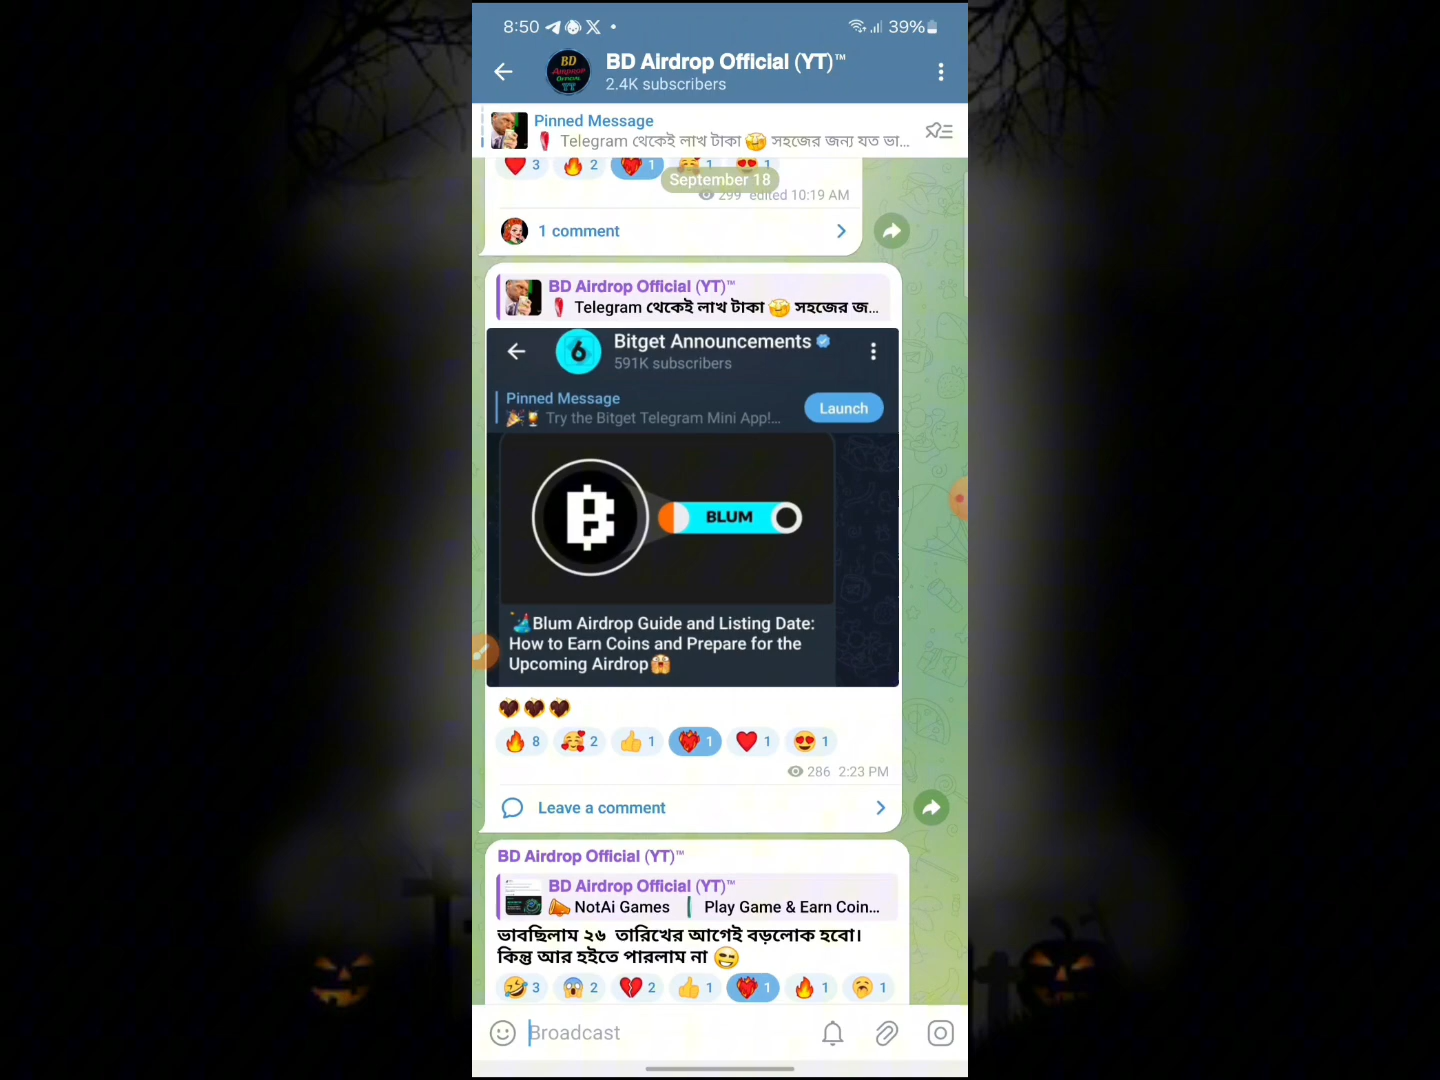 8:50
39%
BD Airdrop Official (YT)™
2.4K subscribers
Pinned Message
Telegram থেকেই লাখ টাকা 🤑 সহজের জন্য যত ভা...
❤️ 3 🔥 2 ❤️‍🔥 1 🥰 1 😍 1
September 18
299 edited 10:19 AM
1 comment
BD Airdrop Official (YT)™
Telegram থেকেই লাখ টাকা 🤑 সহজের জ...
Bitget Announcements
591K subscribers
Pinned Message
🎉🍹 Try the Bitget Telegram Mini App!...
Launch
BLUM
Blum Airdrop Guide and Listing Date:
How to Earn Coins and Prepare for the
Upcoming Airdrop🫣
🔥 8 🥰 2 👍 1 ❤️‍🔥 1 ❤️ 1 😍 1
286 2:23 PM
Leave a comment
BD Airdrop Official (YT)™
BD Airdrop Official (YT)™
📣 NotAi Games | Play Game & Earn Coin...
ভাবছিলাম ২৬ তারিখের আগেই বড়লোক হবো।
কিন্তু আর হইতে পারলাম না 😁
🤣 3 😱 2 💔 2 👍 1 ❤️‍🔥 1 🔥 1 🥱 1
Broadcast